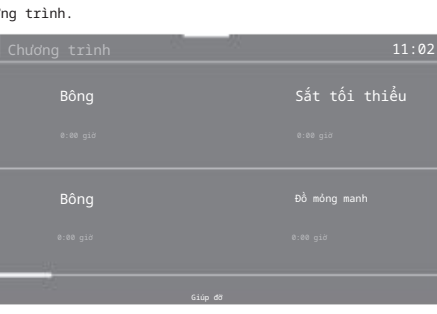 ng trình.
Chương trình 11:02
Bông Sắt tối thiểu
0:00 giờ 0:00 giờ
Bông Đồ mỏng manh
0:00 giờ 0:00 giờ
Giúp đỡ